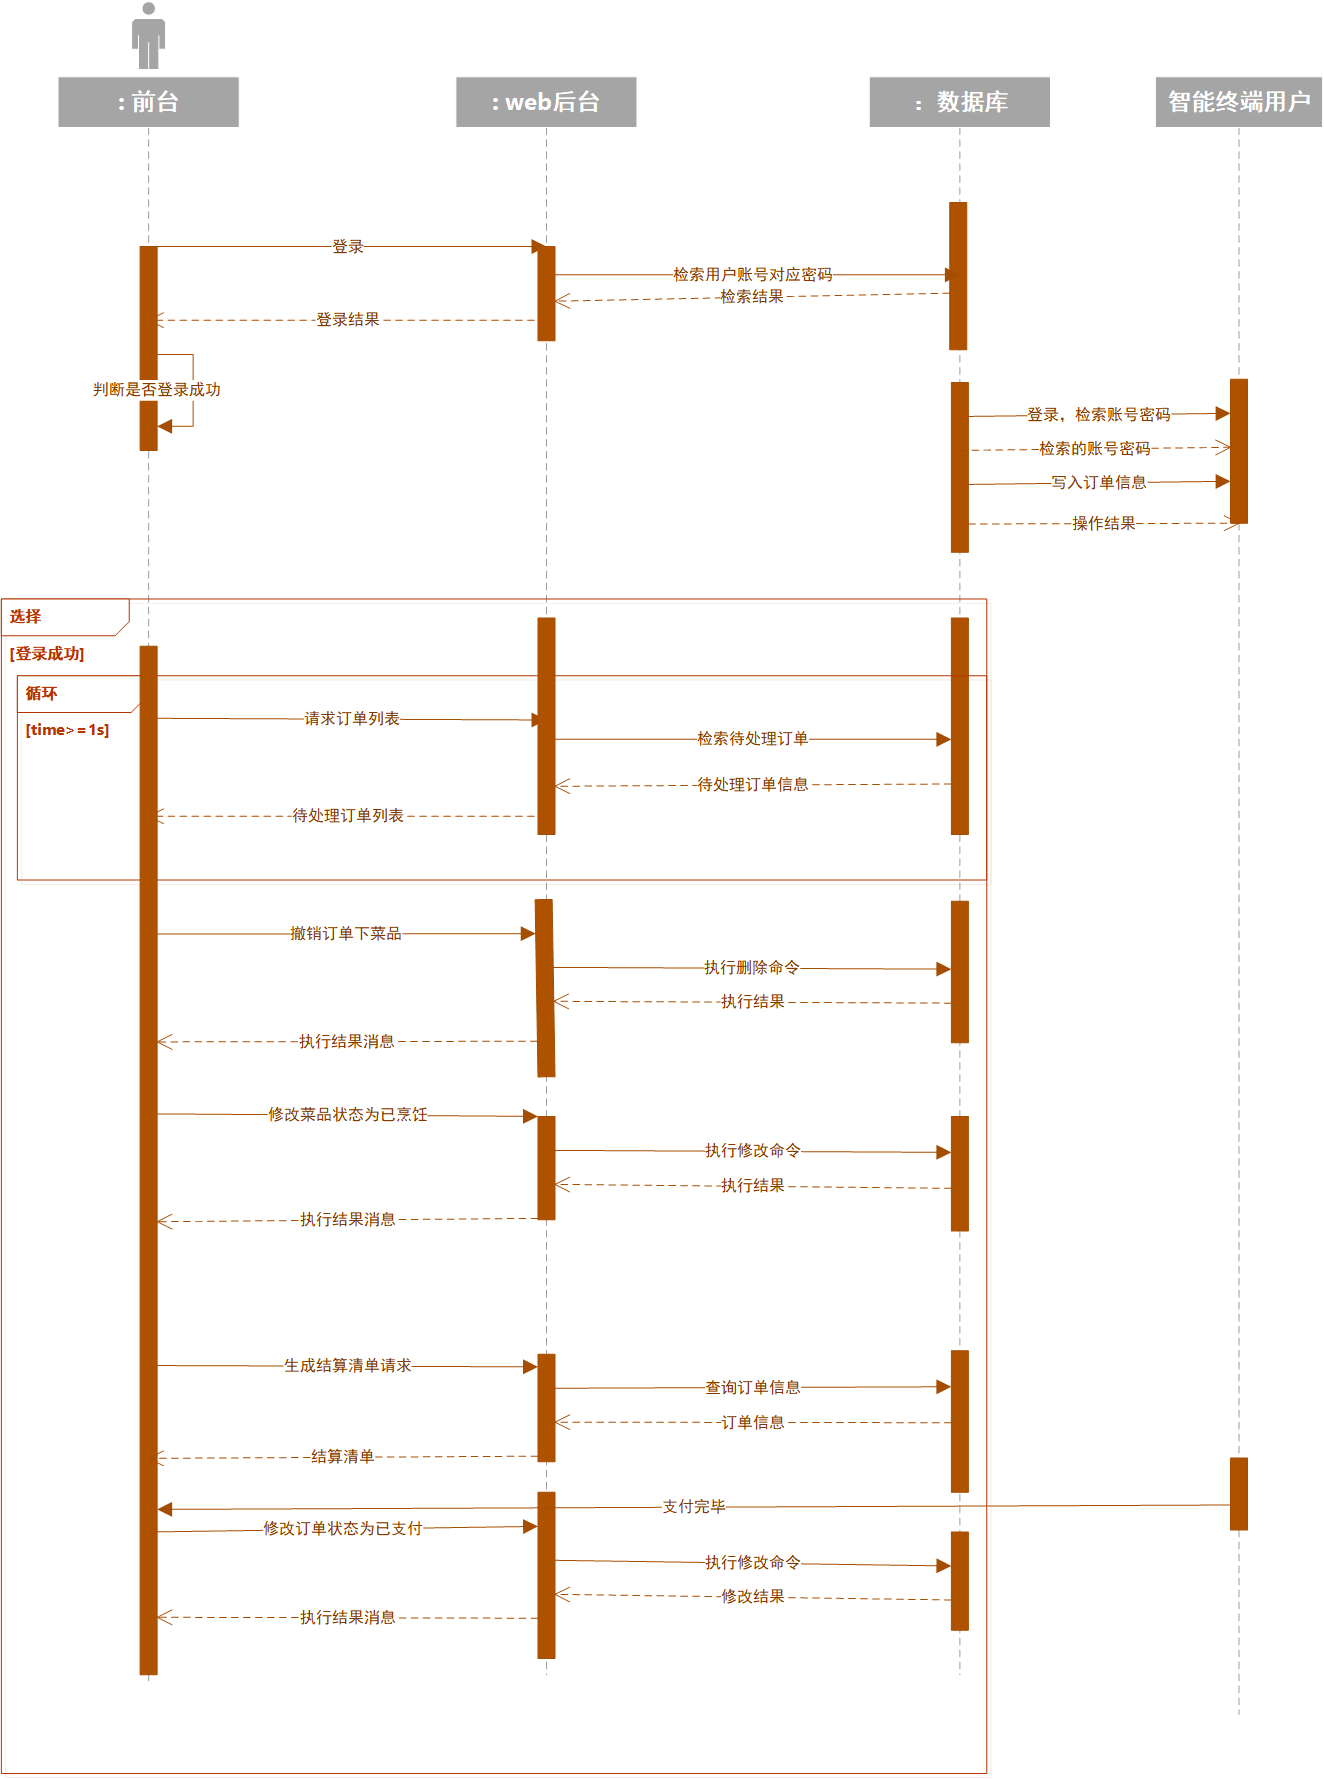 : 前台
: web后台
： 数据库
智能终端用户
登录
检索用户账号对应密码
检索结果
登录结果
判断是否登录成功
登录，检索账号密码
检索的账号密码
写入订单信息
操作结果
选择
[登录成功]
循环
[time>=1s]
请求订单列表
检索待处理订单
待处理订单信息
待处理订单列表
撤销订单下菜品
执行删除命令
执行结果
执行结果消息
修改菜品状态为已烹饪
执行修改命令
执行结果
执行结果消息
生成结算清单请求
查询订单信息
订单信息
结算清单
支付完毕
修改订单状态为已支付
执行修改命令
修改结果
执行结果消息